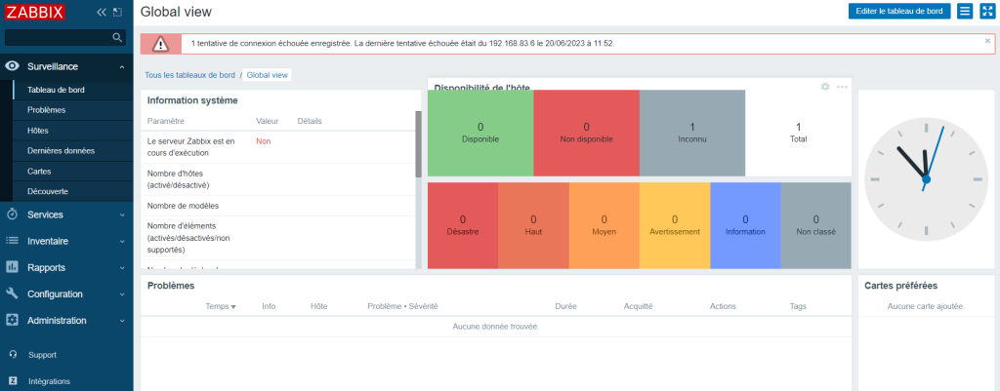 ZABBIX
Global view
Editer le tableau de bord
1 tentative de connexion échouée enregistrée. La dernière tentative échouée était du 192.168.83.6 le 20/06/2023 à 11:52.
Surveillance
Tableau de bord
Problèmes
Hôtes
Dernières données
Cartes
Découverte
Services
Inventaire
Rapports
Configuration
Administration
Support
Intégrations
Tous les tableaux de bord / Global view
Information système
Paramètre Valeur Détails
Le serveur Zabbix est en
cours d'exécution
Non
Nombre d'hôtes
(activé/désactivé)
Nombre de modèles
Nombre d'éléments
(activés/désactivés/non
supportés)
Disponibilité de l'hôte
0
Disponible
0
Non disponible
1
Inconnu
1
Total
0
Désastre
0
Haut
0
Moyen
0
Avertissement
0
Information
0
Non classé
Problèmes
Temps Info Hôte Problème • Sévérité Durée Acquitté Actions Tags
Aucune donnée trouvée.
Cartes préférées
Aucune carte ajoutée.